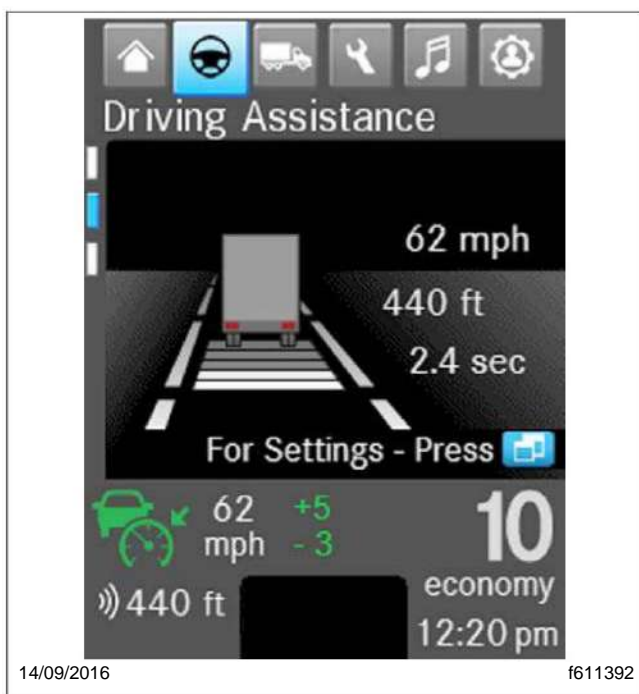 Driving Assistance
62 mph
440 ft
2.4 sec
For Settings - Press
62 +5
mph - 3
10
economy
440 ft
12:20 pm
14/09/2016 f611392